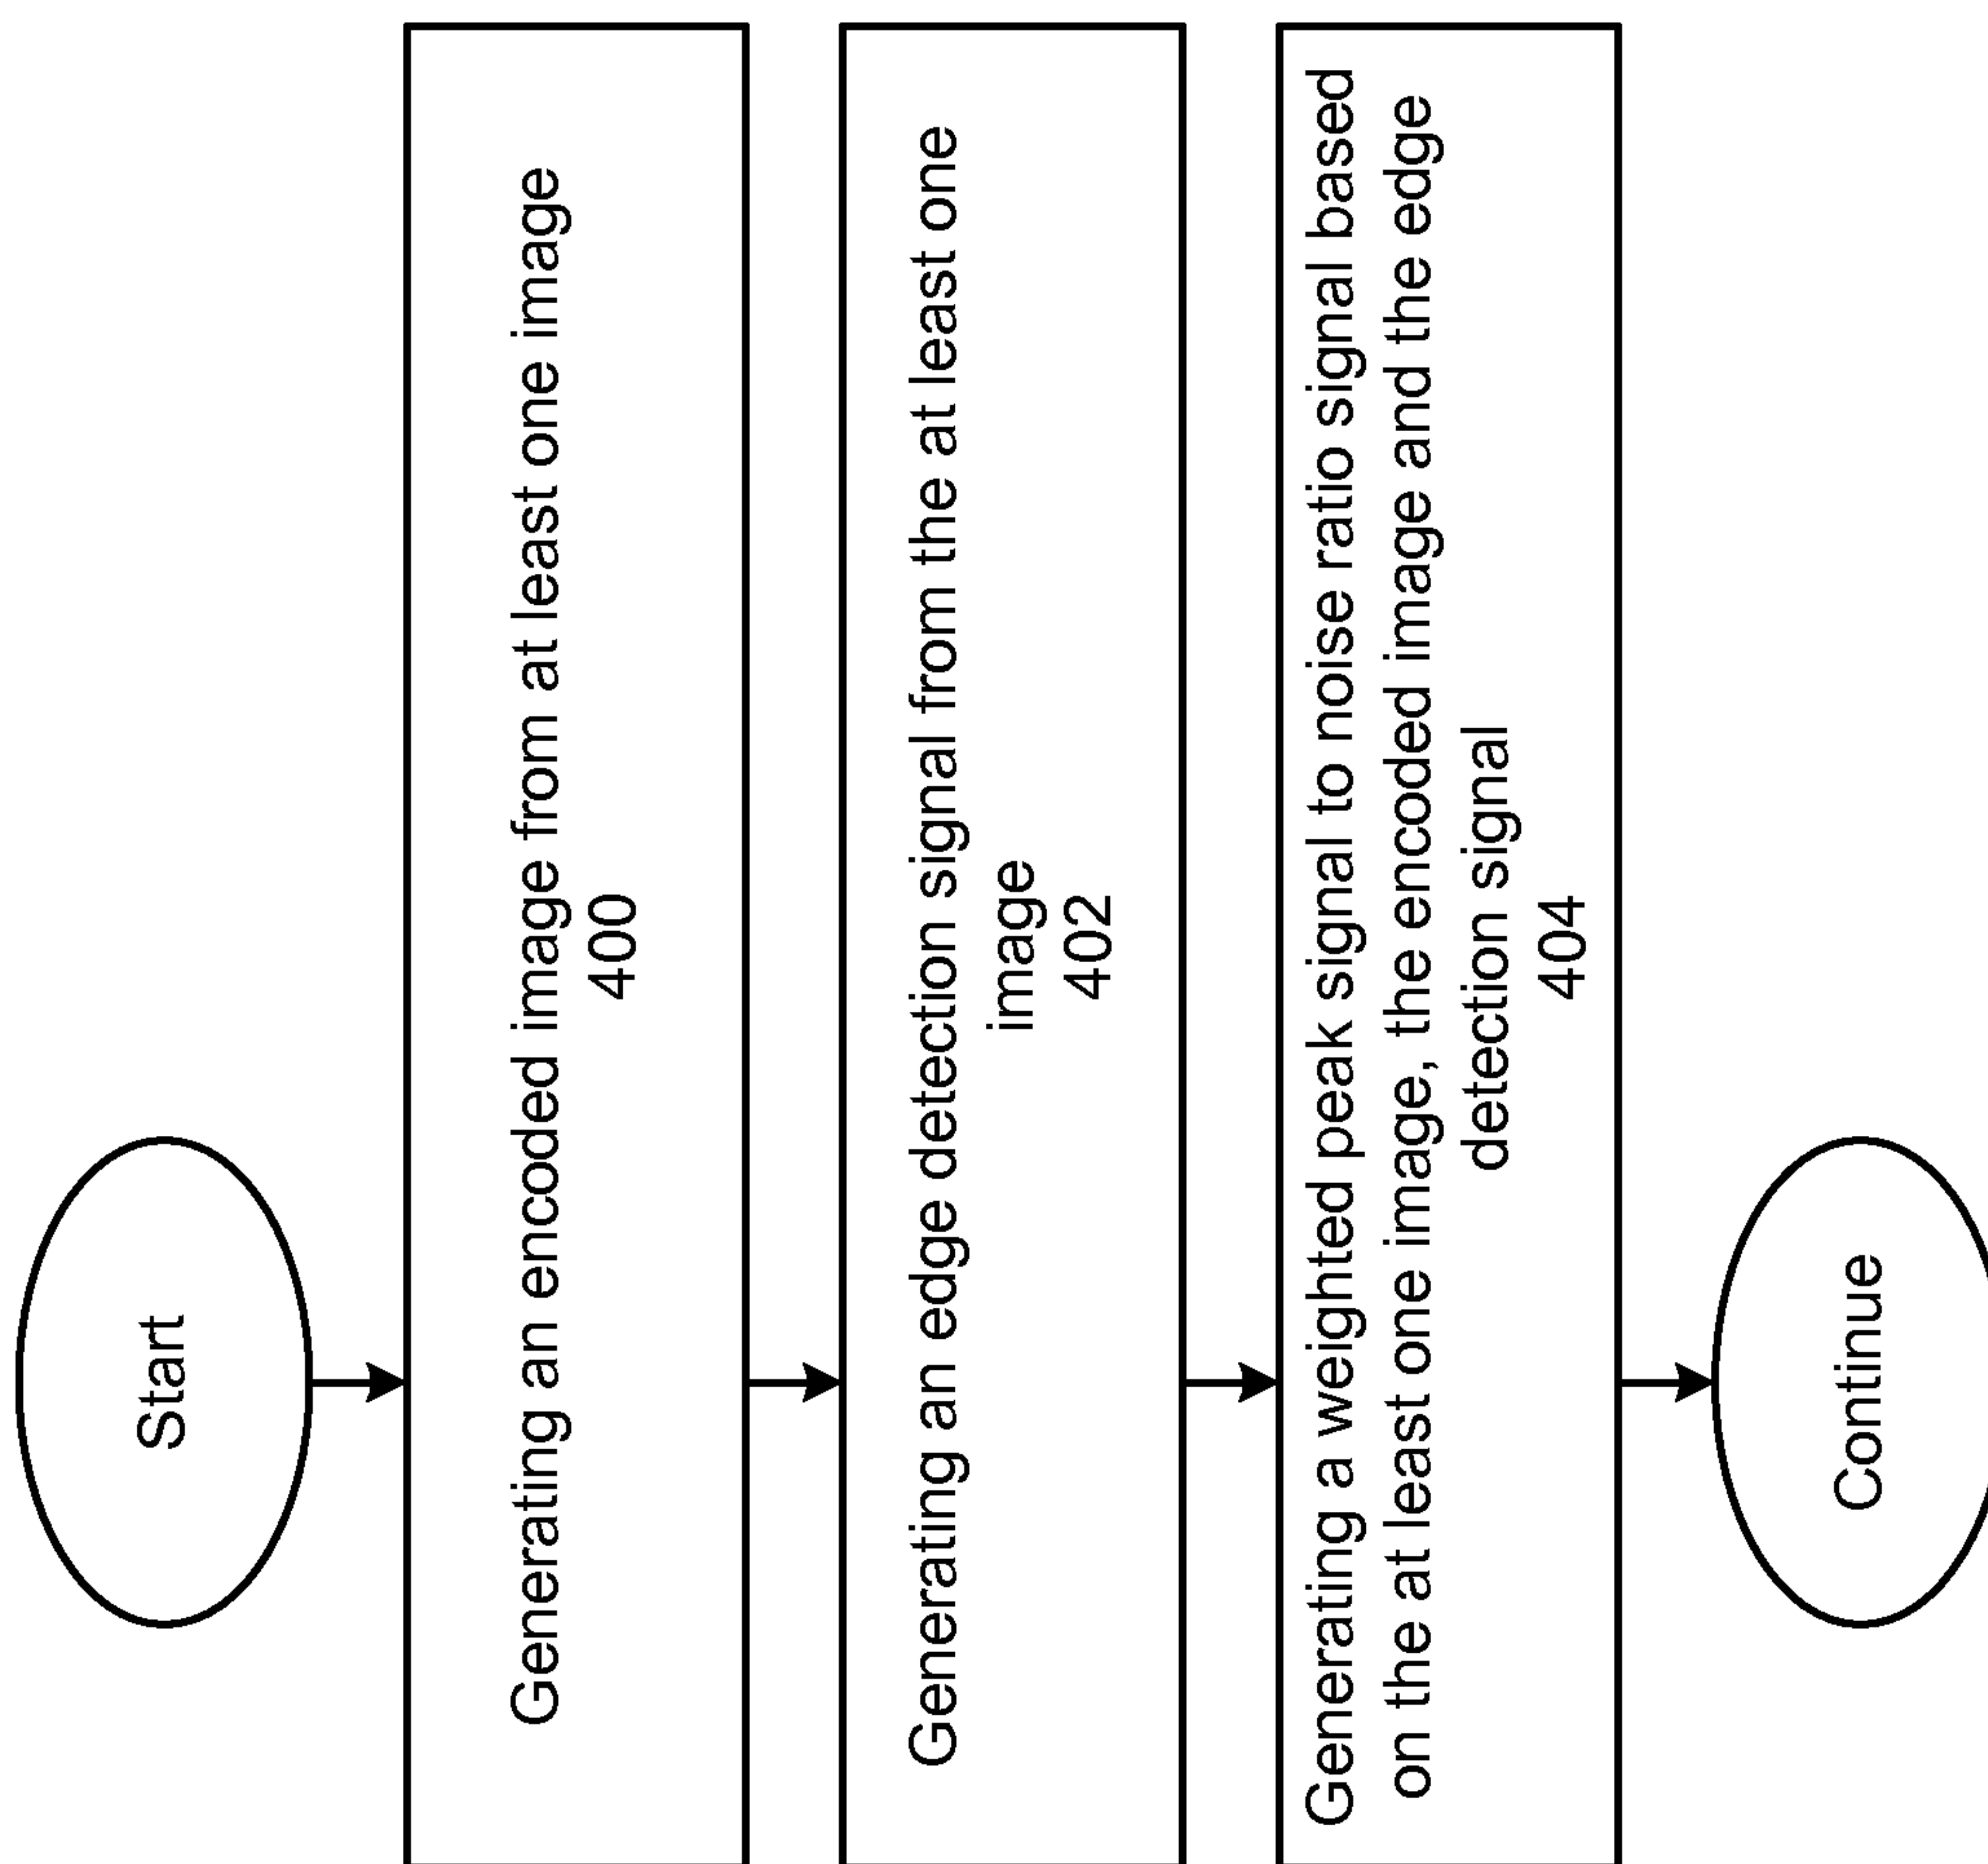 Start
Generating an encoded image from at least one image
400
Generating an edge detection signal from the at least one
image
402
Generating a weighted peak signal to noise ratio signal based
on the at least one image, the encoded image and the edge
detection signal
404
Continue